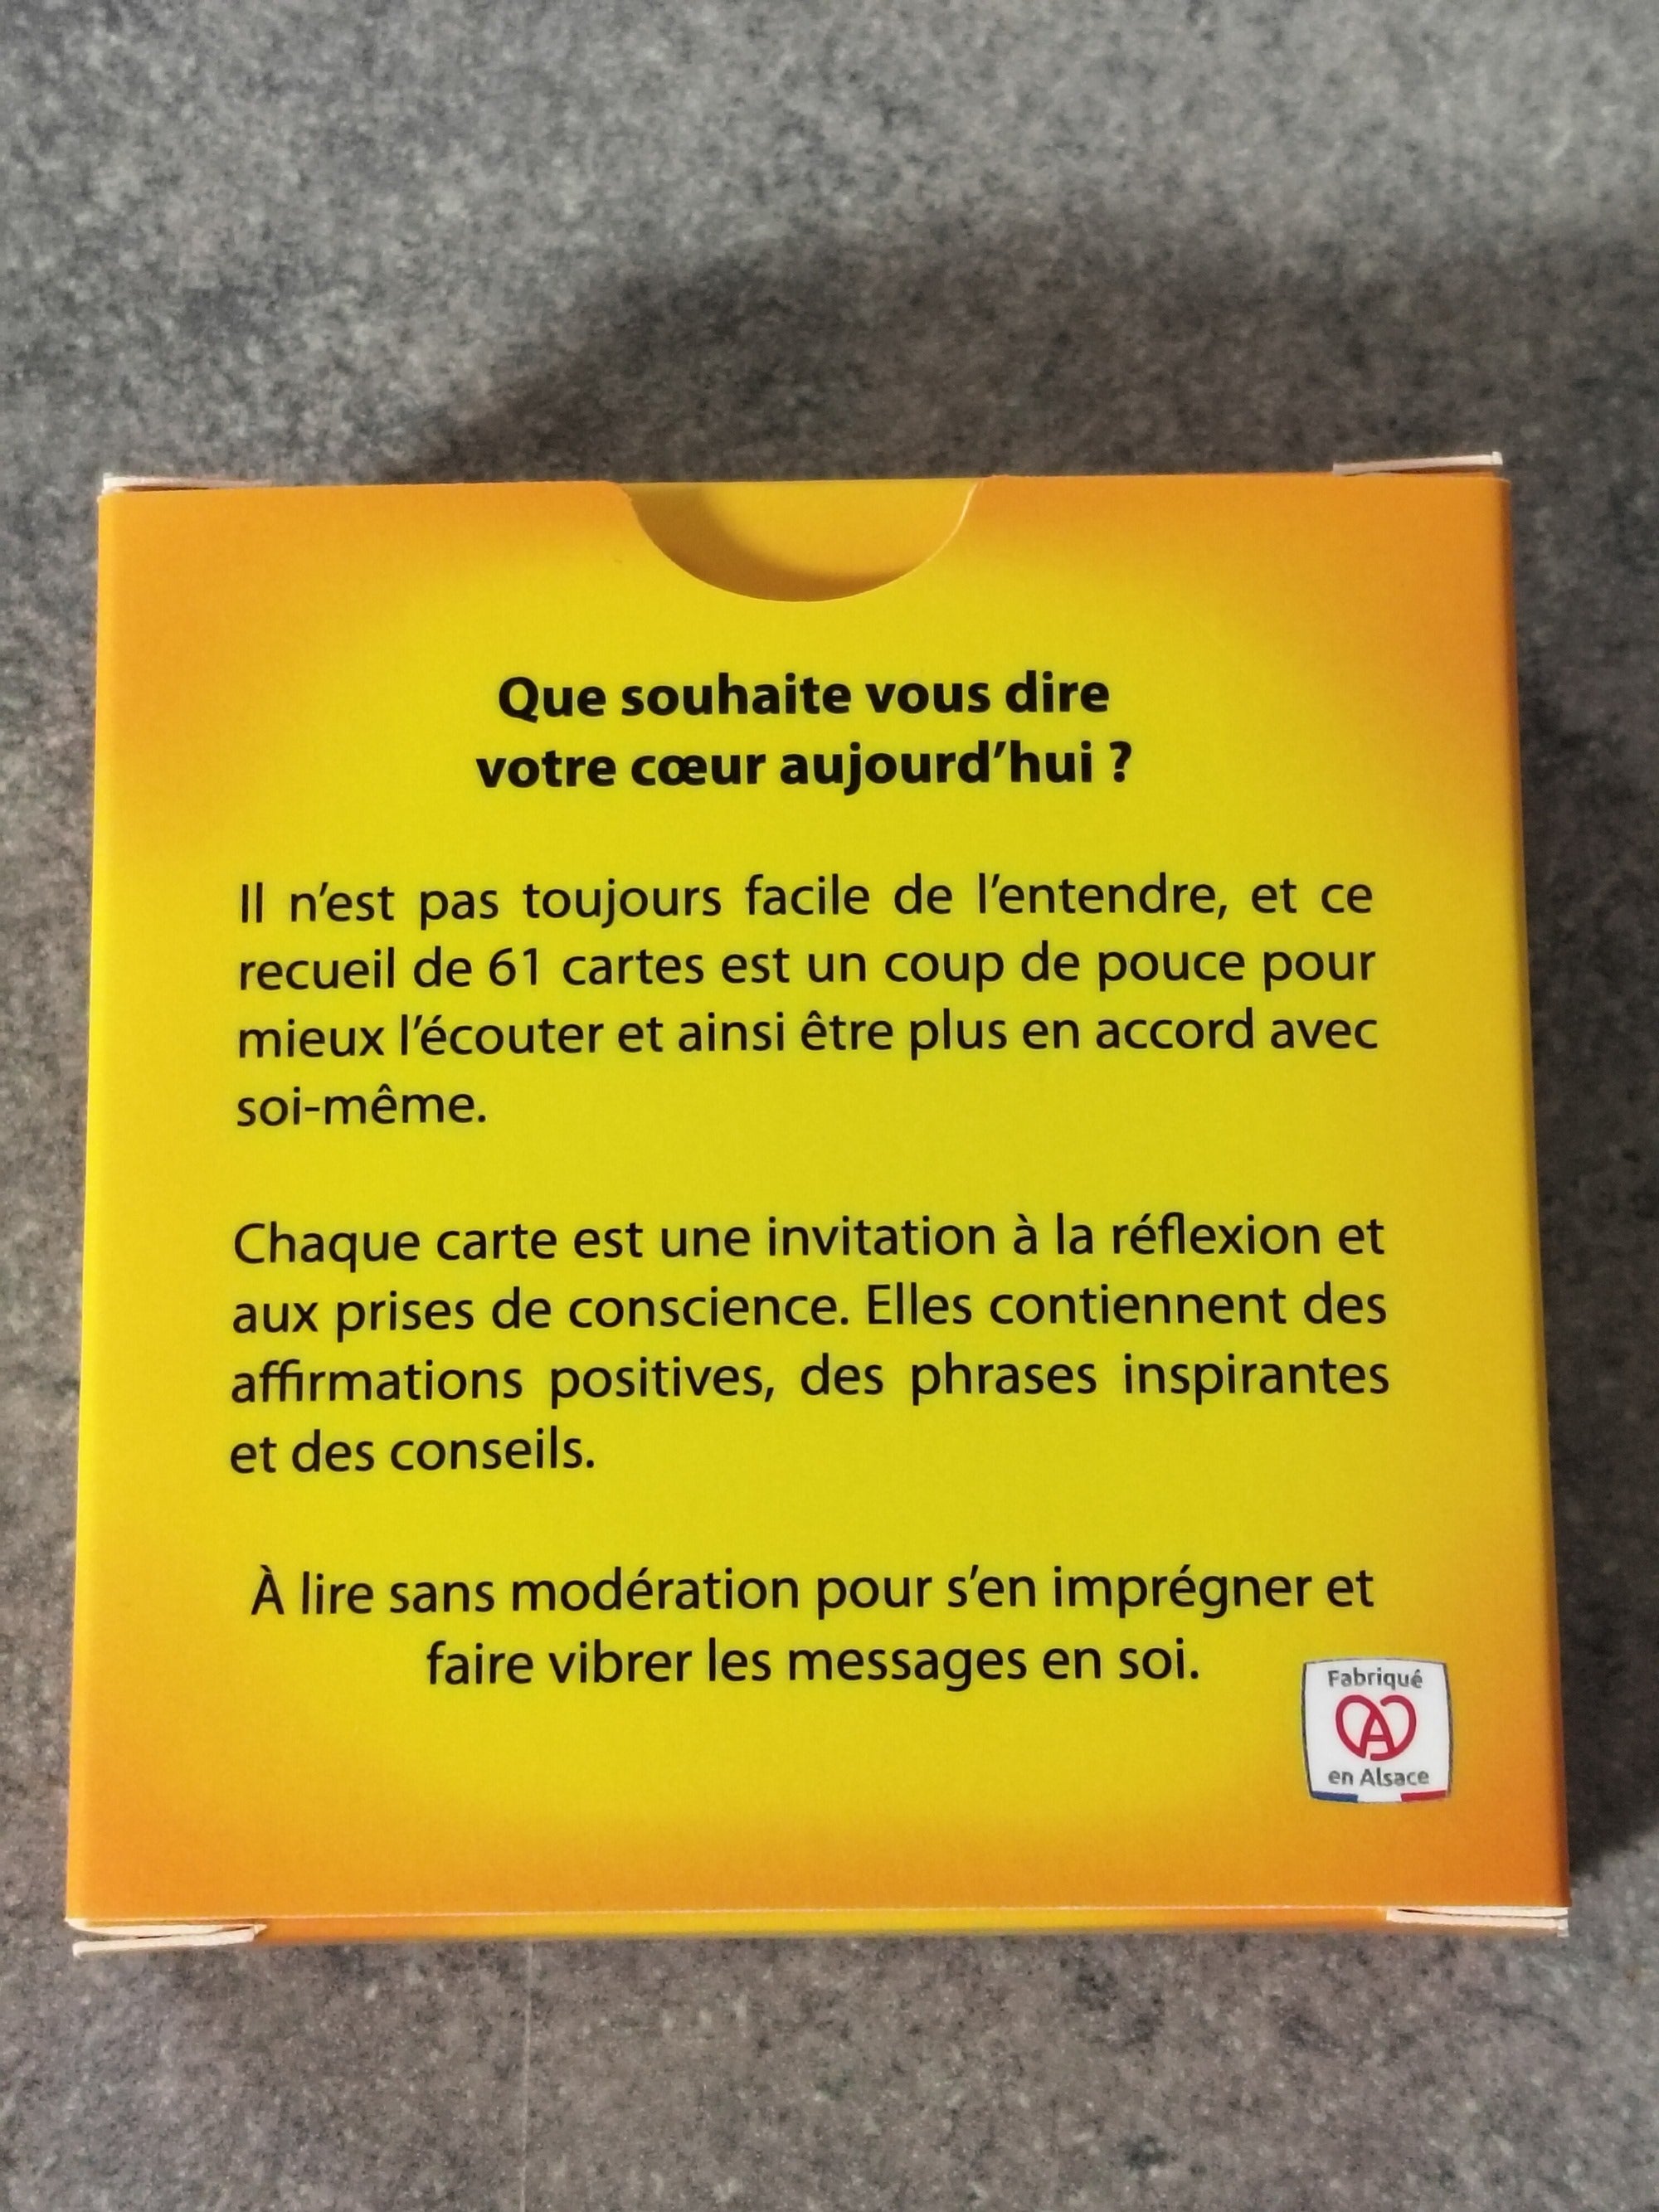 Que souhaite vous dire
votre cœur aujourd’hui ?
Il n’est pas toujours facile de l’entendre, et ce
recueil de 61 cartes est un coup de pouce pour
mieux l’écouter et ainsi être plus en accord avec
soi-même.
Chaque carte est une invitation à la réflexion et
aux prises de conscience. Elles contiennent des
affirmations positives, des phrases inspirantes
et des conseils.
À lire sans modération pour s’en imprégner et
faire vibrer les messages en soi.
Fabriqué
A
en Alsace